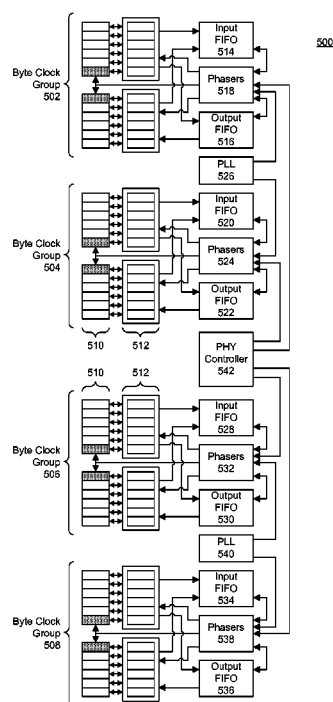 500
Byte Clock
Group
502
Input
FIFO
514
Phasers
518
Output
FIFO
516
PLL
526
Byte Clock
Group
504
Input
FIFO
520
Phasers
524
Output
FIFO
522
510
512
PHY
Controller
542
510
512
Byte Clock
Group
506
Input
FIFO
528
Phasers
532
Output
FIFO
530
PLL
540
Byte Clock
Group
508
Input
FIFO
534
Phasers
538
Output
FIFO
536